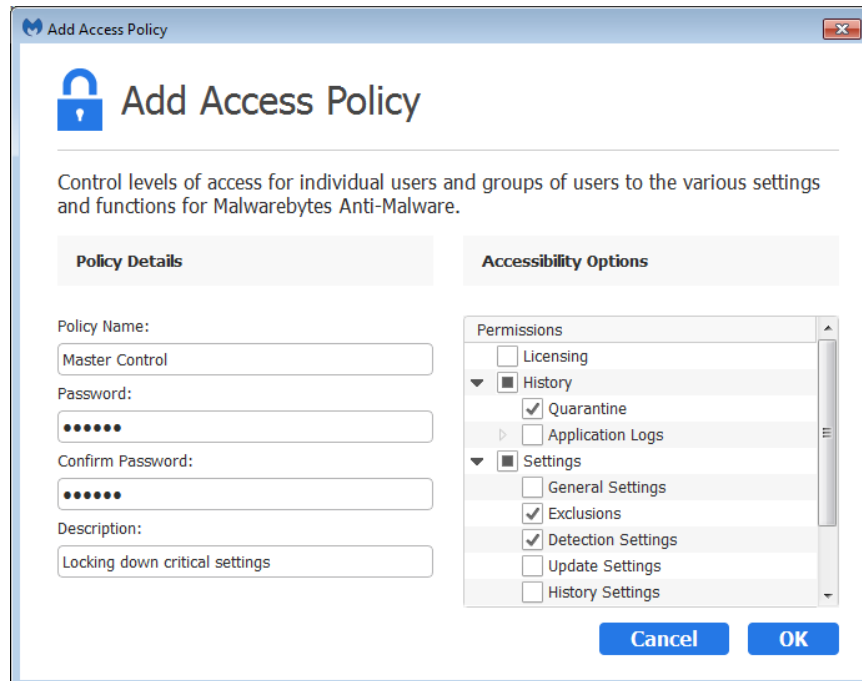 Add Access Policy
Add Access Policy
Control levels of access for individual users and groups of users to the various settings
and functions for Malwarebytes Anti-Malware.
Policy Details
Policy Name:
Master Control
Password:
••••••
Confirm Password:
••••••
Description:
Locking down critical settings
Accessibility Options
Permissions
Licensing
History
Quarantine
Application Logs
Settings
General Settings
Exclusions
Detection Settings
Update Settings
History Settings
Cancel
OK